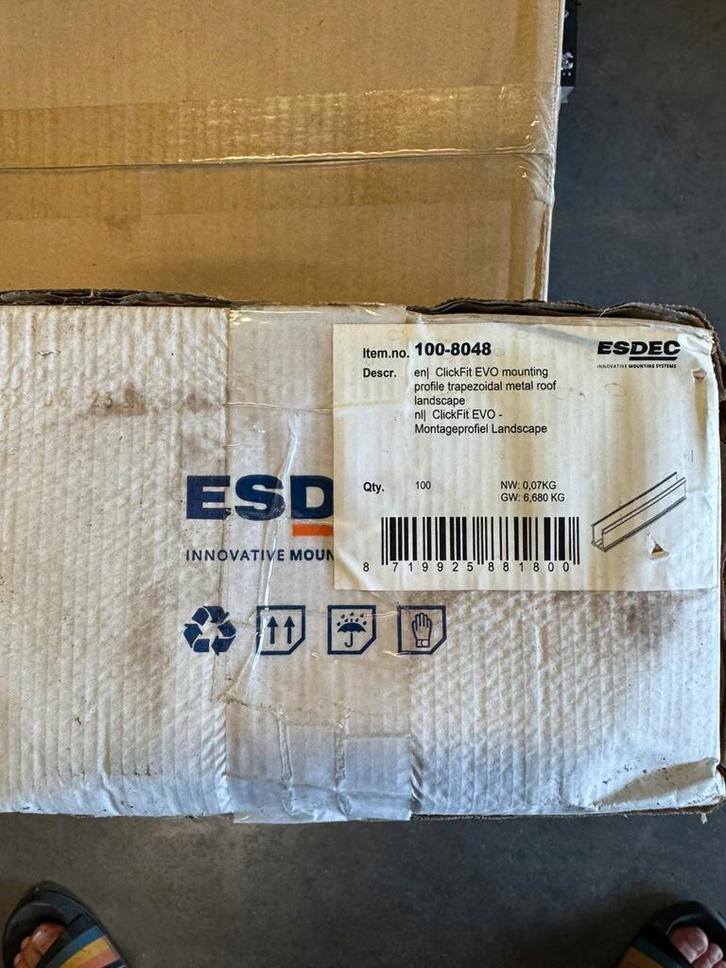 Item.no. 100-8048
ESDEC
INNOVATIVE MOUNTING SYSTEMS
Descr. en| ClickFit EVO mounting
profile trapezoidal metal roof
landscape
nl| ClickFit EVO -
Montageprofiel Landscape
Qty. 100 NW: 0,07KG
GW: 6,680 KG
8 719925 881800
ESD
INNOVATIVE MOUN